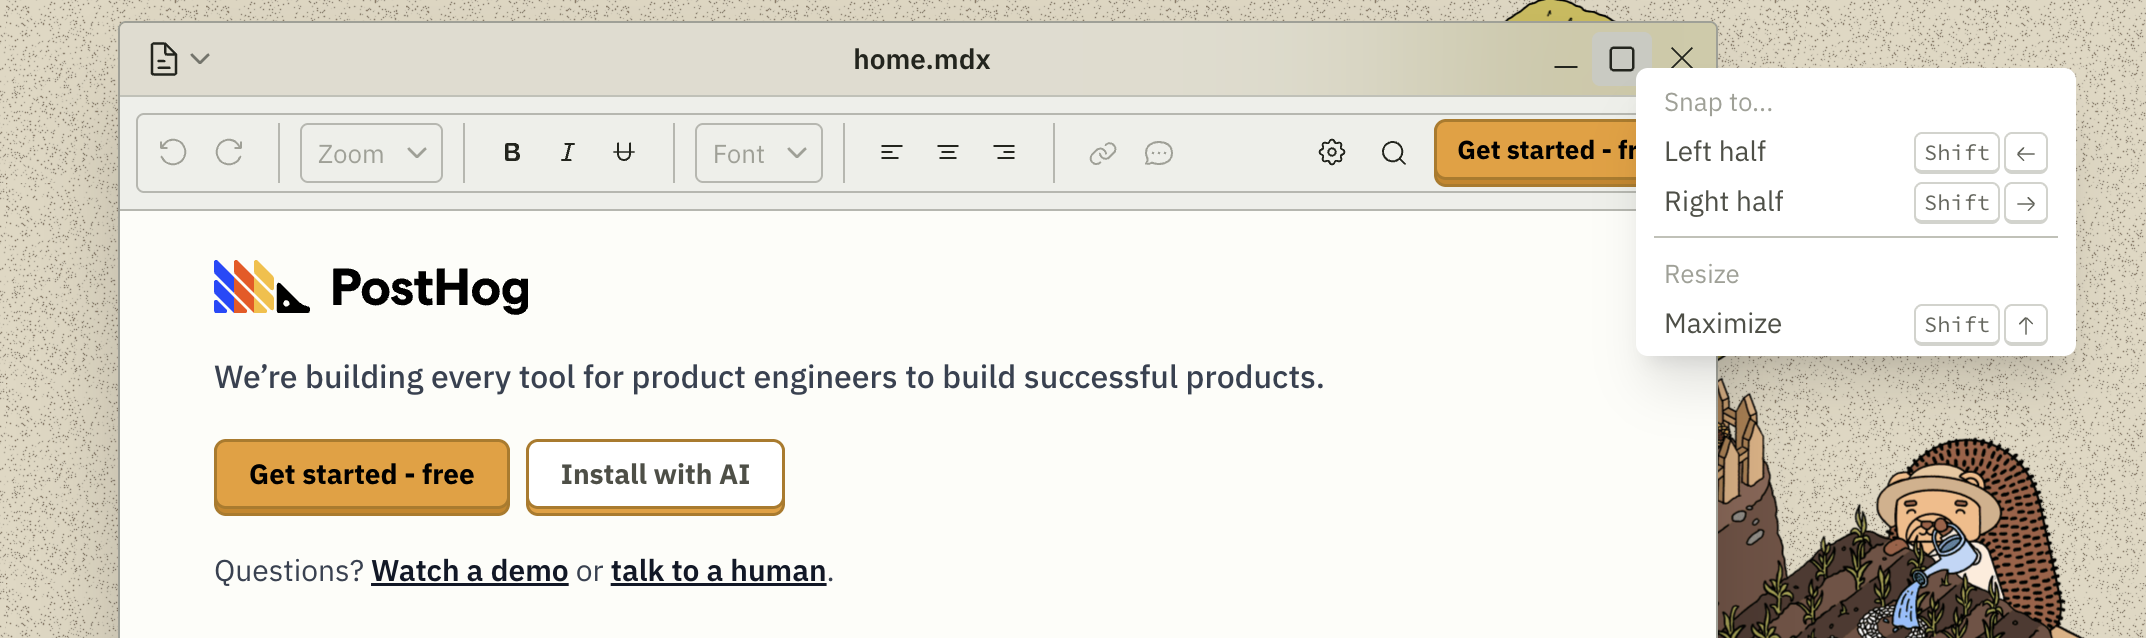 home.mdx
Zoom
B I U
Font
Get started - fr
Snap to...
Left half Shift ←
Right half Shift →
Resize
Maximize Shift ↑
PostHog
We’re building every tool for product engineers to build successful products.
Get started - free
Install with AI
Questions? Watch a demo or talk to a human.